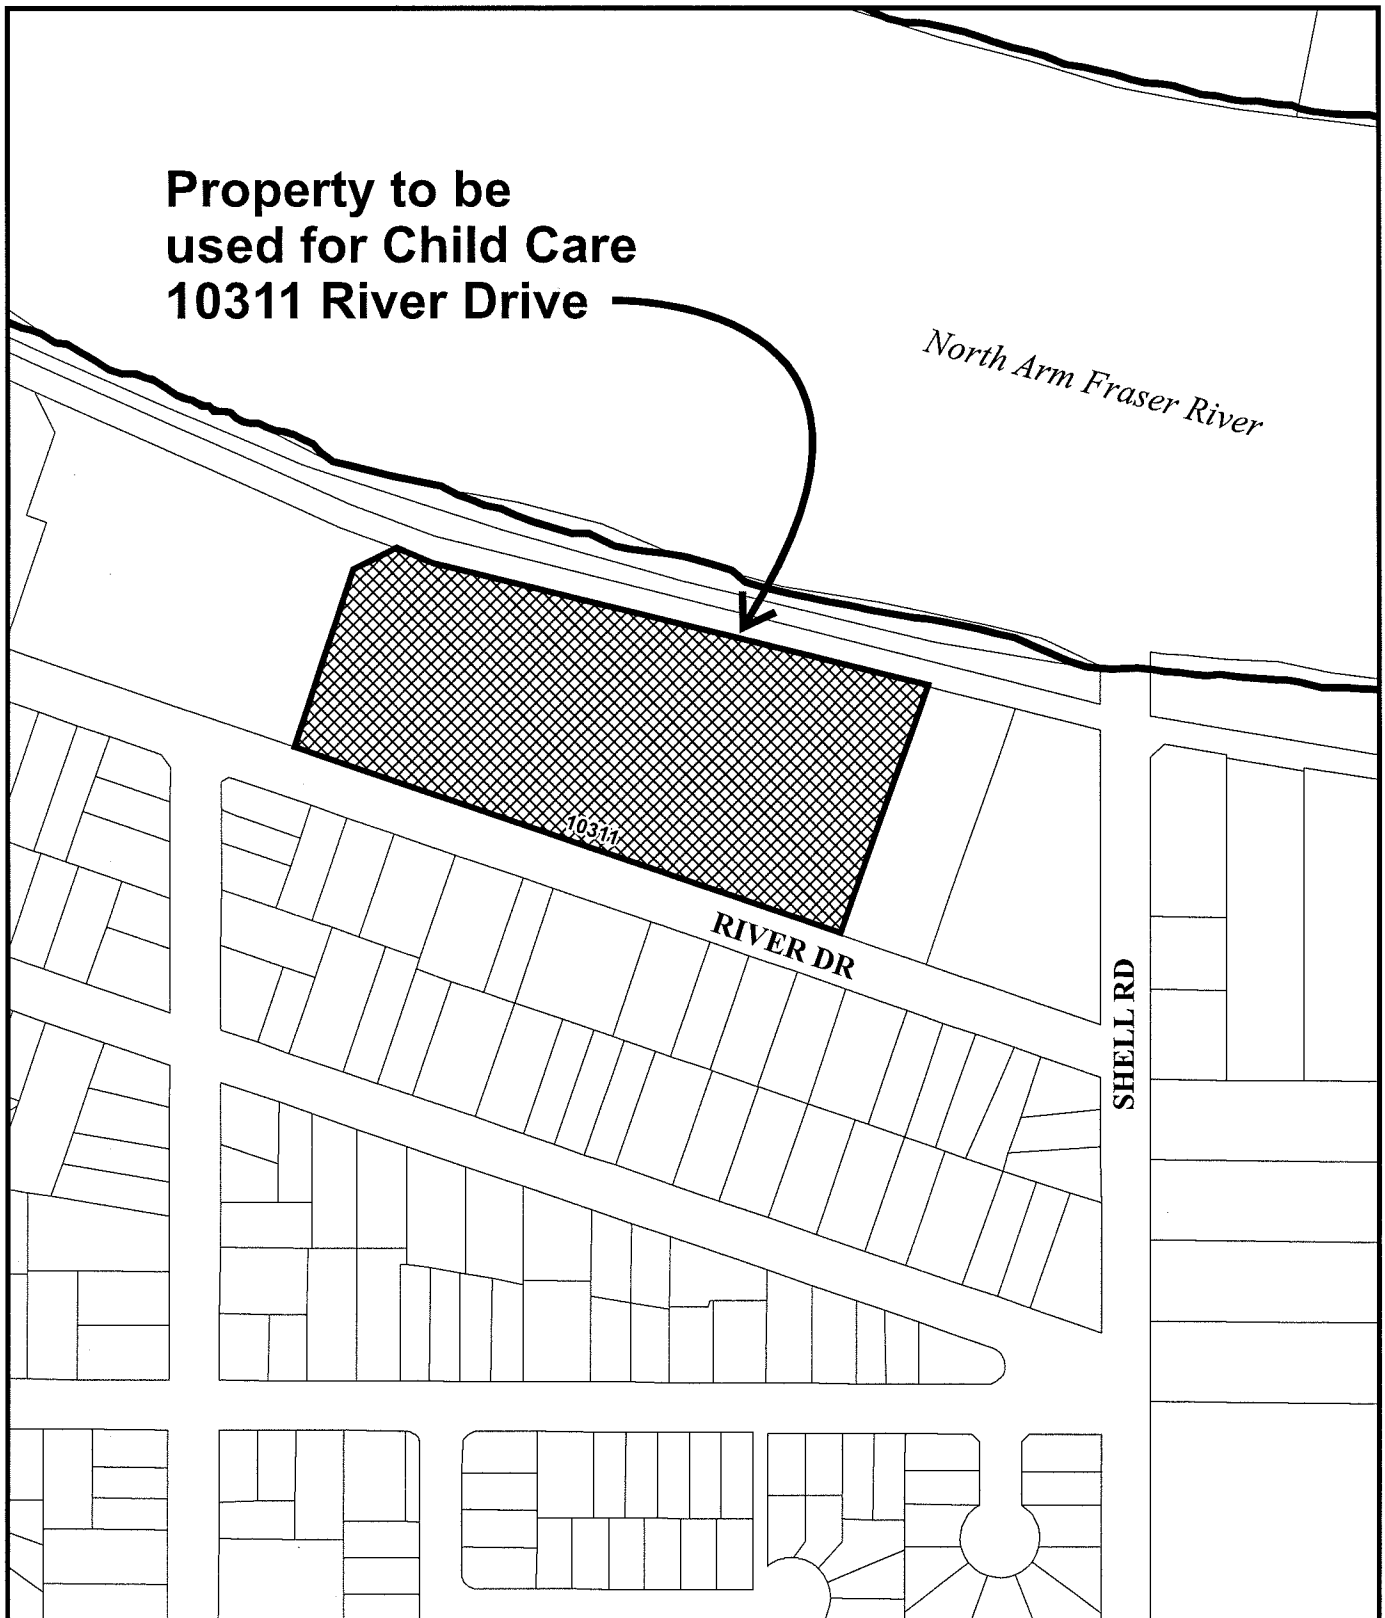 Property to be
used for Child Care
10311 River Drive
North Arm Fraser River
10311
RIVER DR
SHELL RD